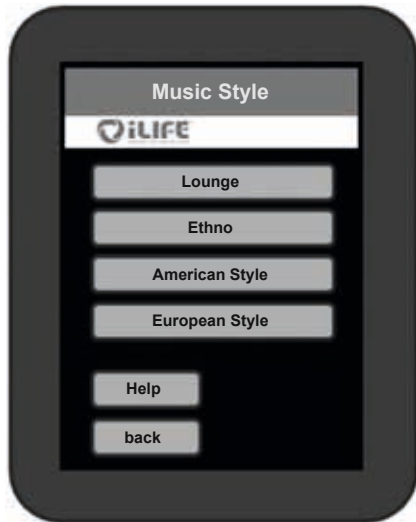 Music Style
iLIFE
Lounge
Ethno
American Style
European Style
Help
back